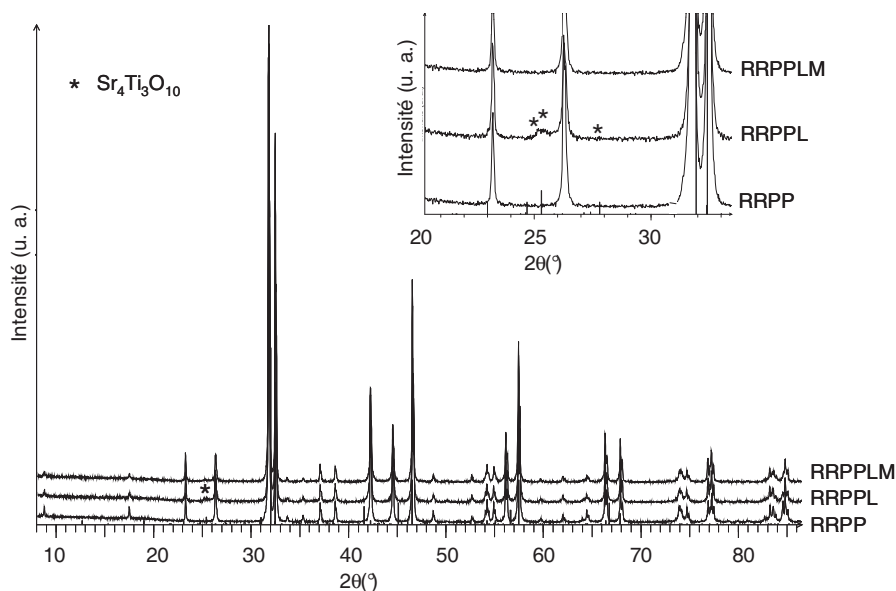 * Sr₄Ti₃O₁₀
Intensité (u. a.)
RRPPLM
RRPPL
RRPP
10 20 30 40 50 60 70 80
2θ(°)
Intensité (u. a.)
* * *
RRPPLM
RRPPL
RRPP
20 25 30
2θ(°)
*